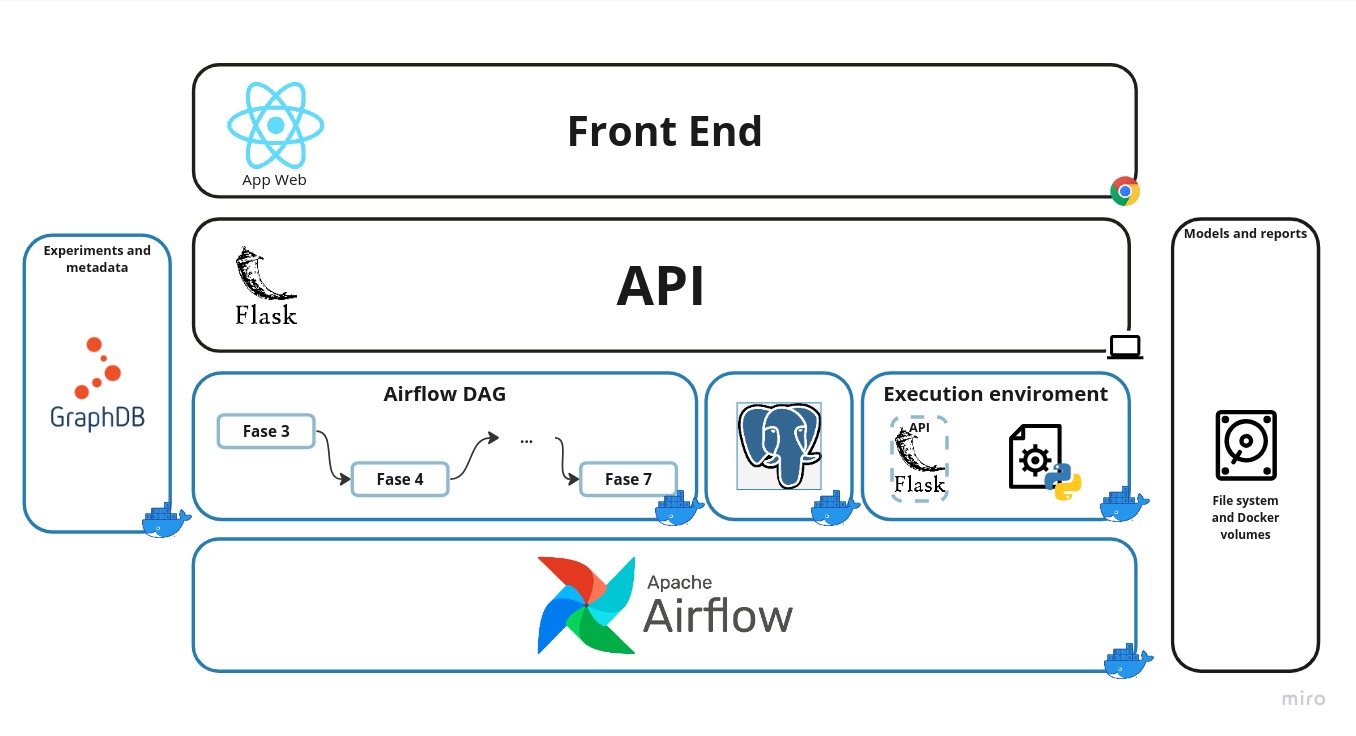 Front End
App Web
Experiments and
metadata
GraphDB
API
Flask
Models and reports
File system
and Docker
volumes
Airflow DAG
Fase 3
Fase 4
...
Fase 7
Execution enviroment
API
Flask
Apache
Airflow
miro